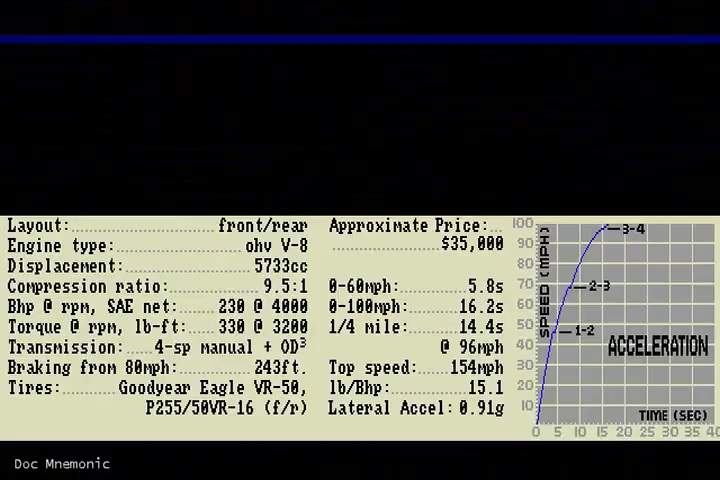 Layout:......................front/rear
Engine type:.....................ohv V-8
Displacement:......................5733cc
Compression ratio:................9.5:1
Bhp @ rpm, SAE net:.....230 @ 4000
Torque @ rpm, lb-ft:.....330 @ 3200
Transmission:....4-sp manual + OD³
Braking from 80mph:.............243ft.
Tires:.........Goodyear Eagle VR-50,
P255/50VR-16 (f/r)
Approximate Price:..
....................$35,000
0-60mph:.............5.8s
0-100mph:...........16.2s
1/4 mile:............14.4s
@ 96mph
Top speed:........154mph
lb/Bhp:...............15.1
Lateral Accel: 0.91g
100
90
80
70
60
50
40
30
20
10
SPEED (MPH)
3-4
2-3
1-2
ACCELERATION
TIME (SEC)
0 5 10 15 20 25 30 35 40
Doc Mnemonic